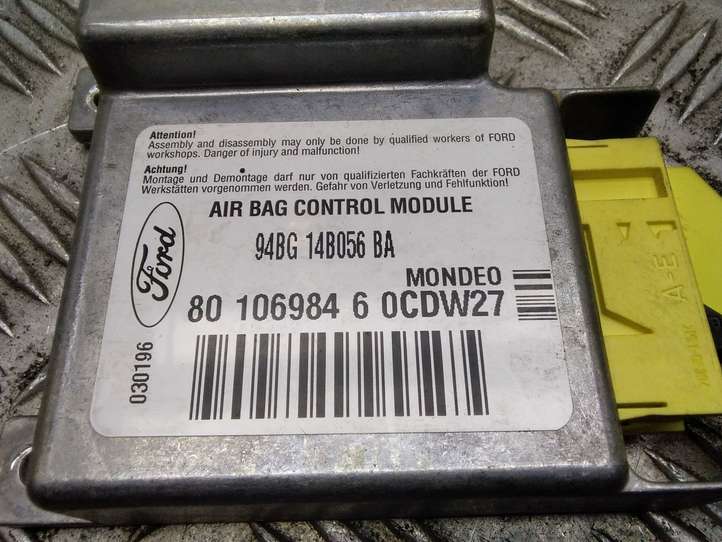 Attention!
Assembly and disassembly may only be done by qualified workers of FORD
workshops. Danger of injury and malfunction!
Achtung!
Montage und Demontage darf nur von qualifizierten Fachkräften der FORD
Werkstätten vorgenommen werden. Gefahr von Verletzung und Fehlfunktion!
Ford
AIR BAG CONTROL MODULE
94BG 14B056 BA
MONDEO
80 106984 6 0CDW27
030196
A-E 1